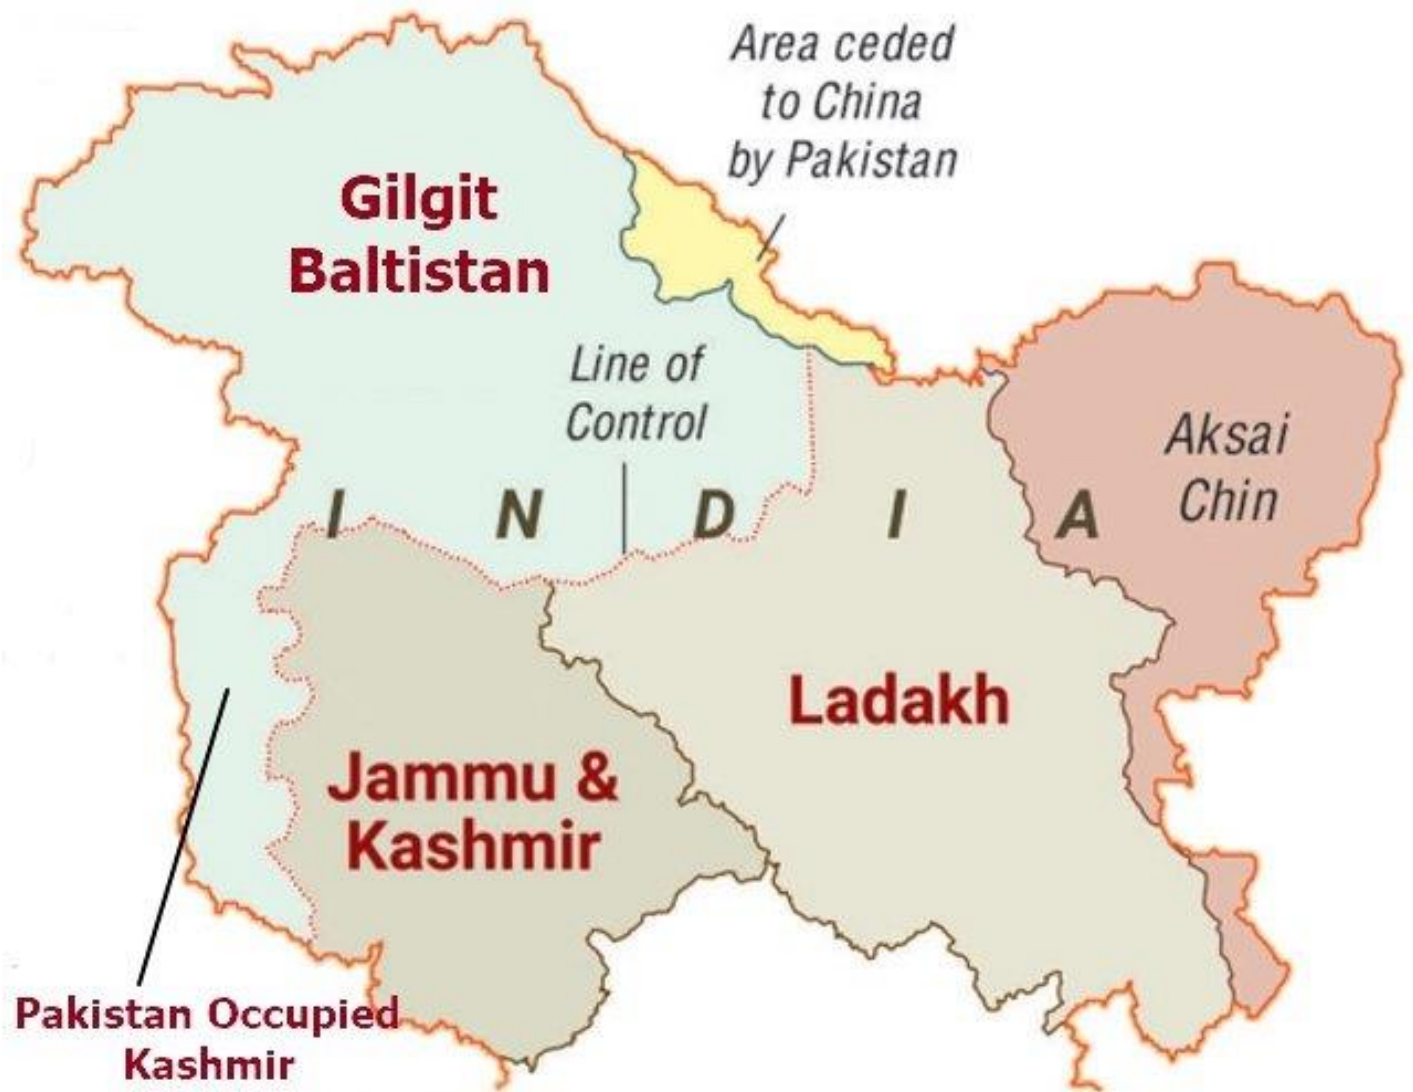 Area ceded
to China
by Pakistan
Gilgit
Baltistan
Line of
Control
Aksai
Chin
I N D I A
Ladakh
Jammu &
Kashmir
Pakistan Occupied
Kashmir